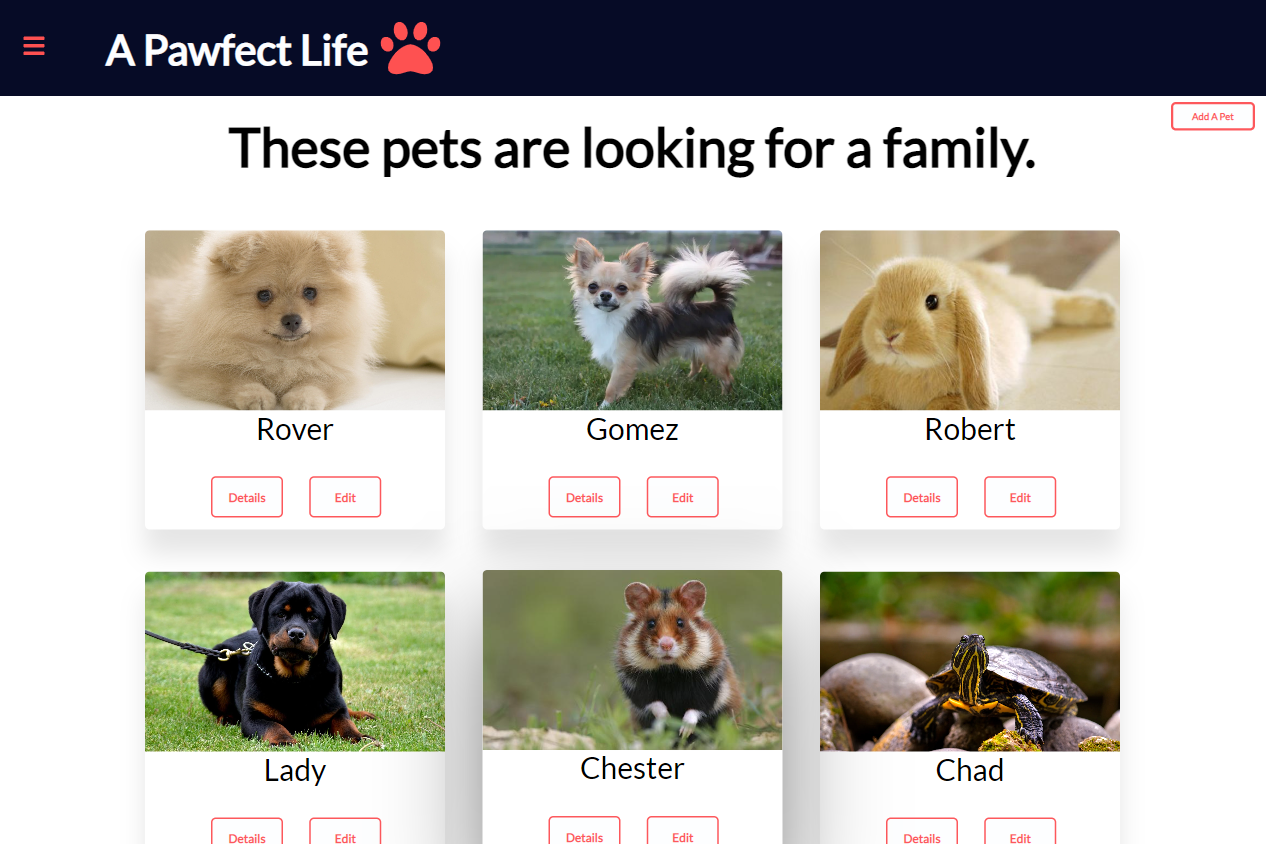 A Pawfect Life
Add A Pet
These pets are looking for a family.
Rover
Gomez
Robert
Details
Edit
Details
Edit
Details
Edit
Lady
Chester
Chad
Details
Edit
Details
Edit
Details
Edit